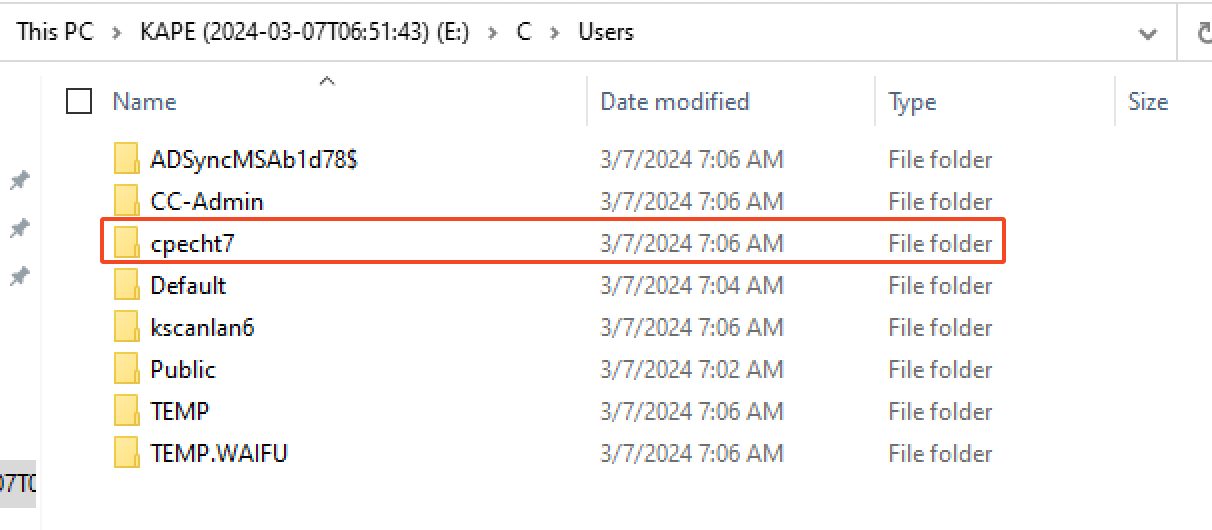 This PC > KAPE (2024-03-07T06:51:43) (E:) > C > Users
Name Date modified Type Size
ADSyncMSAb1d78$ 3/7/2024 7:06 AM File folder
CC-Admin 3/7/2024 7:06 AM File folder
cpecht7 3/7/2024 7:06 AM File folder
Default 3/7/2024 7:04 AM File folder
kscanlan6 3/7/2024 7:06 AM File folder
Public 3/7/2024 7:02 AM File folder
TEMP 3/7/2024 7:06 AM File folder
TEMP.WAIFU 3/7/2024 7:06 AM File folder